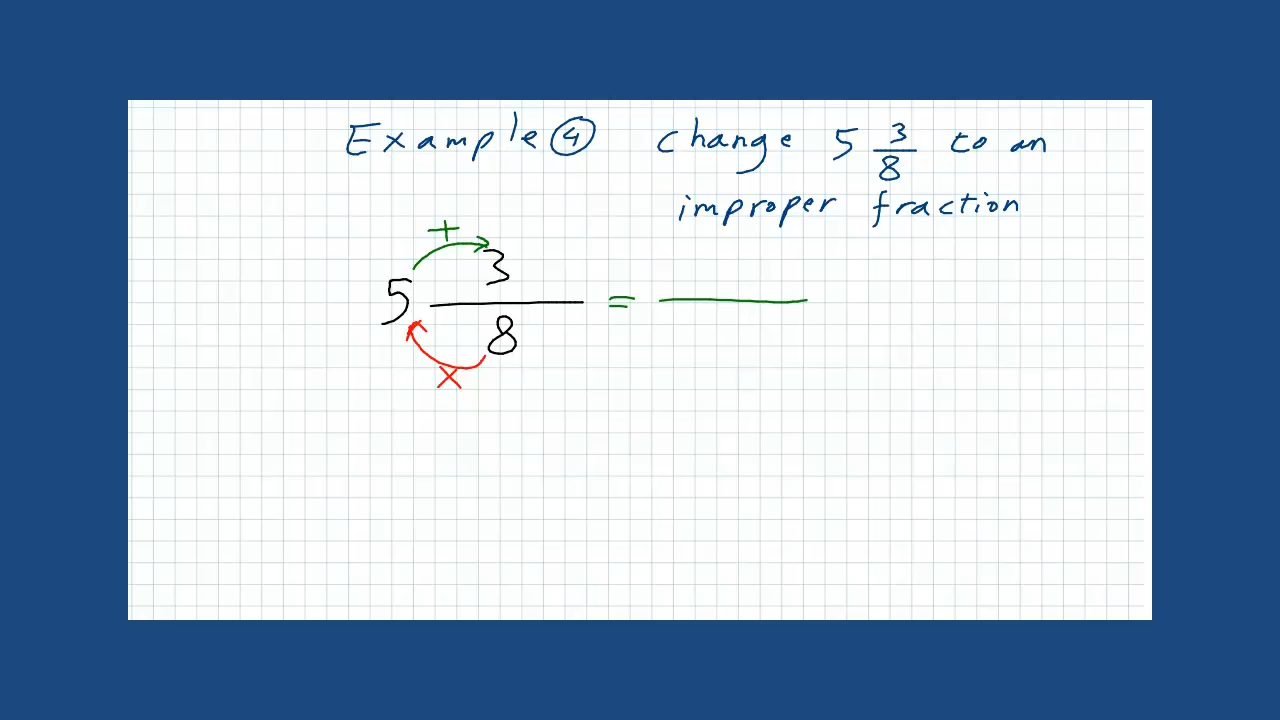 Example ④ change 5 3/8 to an
improper fraction
+
5 3/8 =
×